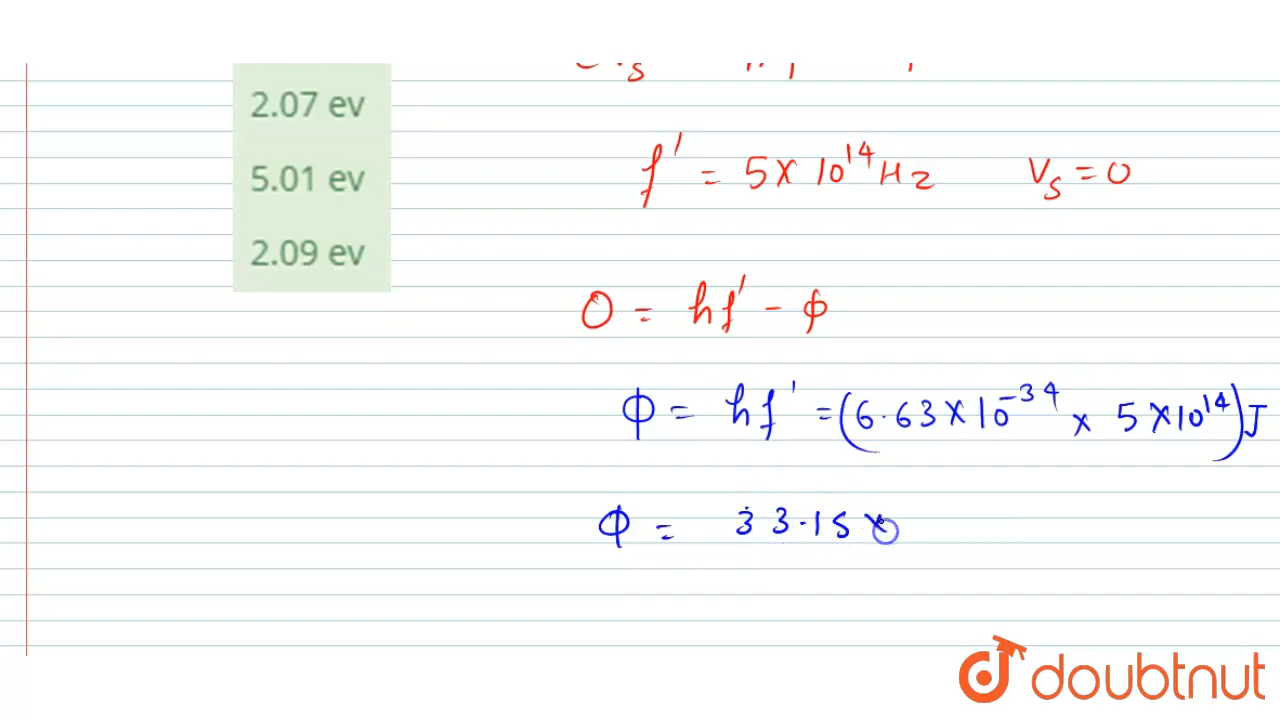 2.07 ev
5.01 ev
2.09 ev
f' = 5 X 10^14 Hz V_s = 0
0 = hf' - ϕ
ϕ = hf' = (6.63 X 10^-34 x 5 X 10^14) J
ϕ = 33.15 x
doubtnut